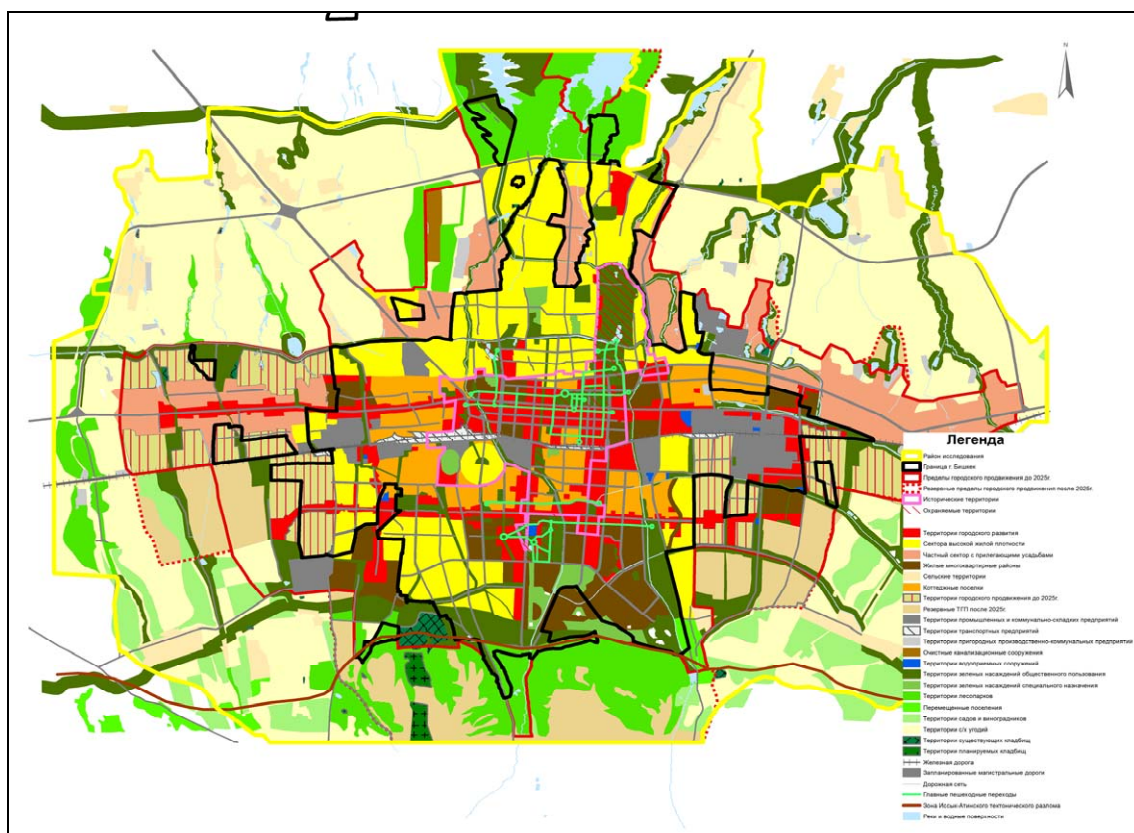 N
Легенда
Район исследования
Граница г. Бишкек
Пределы городского продвижения до 2025г.
Резервные пределы городского продвижения после 2025г.
Исторические территории
Охраняемые территории
Территории городского развития
Сектора высокой жилой плотности
Частный сектор с прилегающими усадьбами
Жилые многоквартирные районы
Сельские территории
Коттеджные поселки
Территории городского продвижения до 2025г.
Резервные ТГП после 2025г.
Территории промышленных и коммунально-складких предприятий
Территории транспортных предприятий
Территории пригородных производственно-коммунальных предприятий
Очистные канализационные сооружения
Территории водоприемных сооружений
Территории зеленых насаждений общественного пользования
Территории зеленых насаждений специального назначения
Территории лесопарков
Перемещенные поселения
Территории садов и виноградников
Территории с/х угодий
Территории существующих кладбищ
Территории планируемых кладбищ
Железная дорога
Запланированные магистральные дороги
Дорожная сеть
Главные пешеходные переходы
Зона Иссык-Атинского тектонического разлома
Реки и водные поверхности